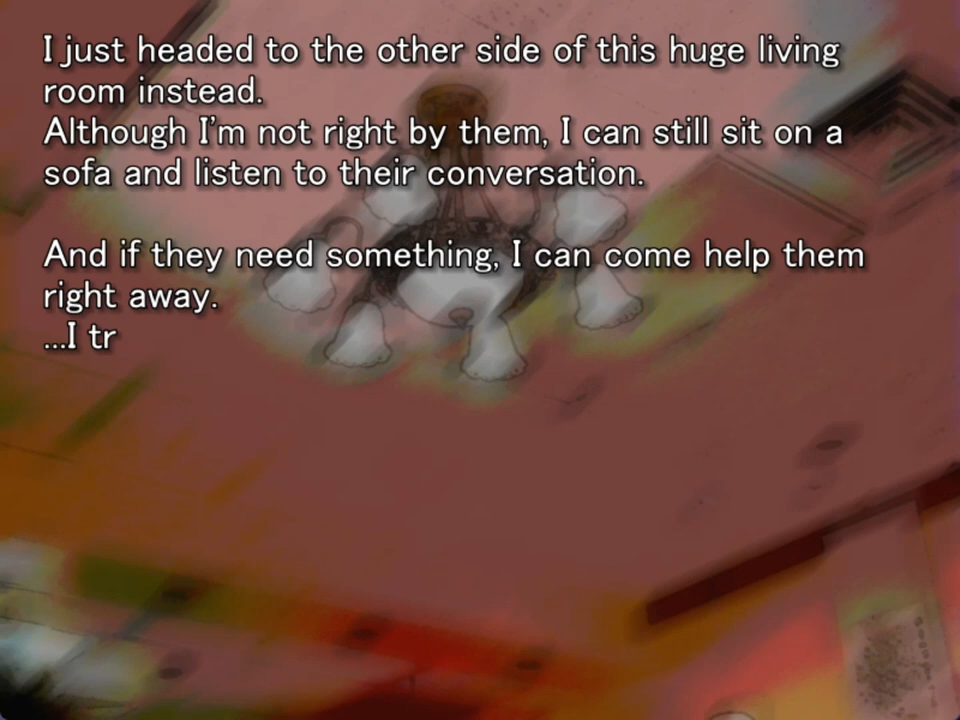 I just headed to the other side of this huge living
room instead.
Although I'm not right by them, I can still sit on a
sofa and listen to their conversation.
And if they need something, I can come help them
right away.
...I tr